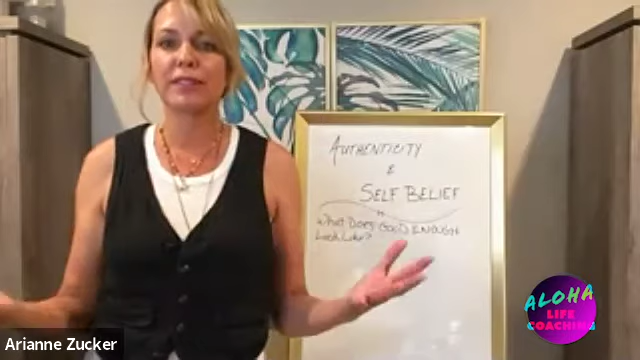 AUTHENTICITY
&
SELF BELIEF
WHAT DOES GOOD ENOUGH
Look Like?
ALOHA
LIFE
COACHING
Arianne Zucker